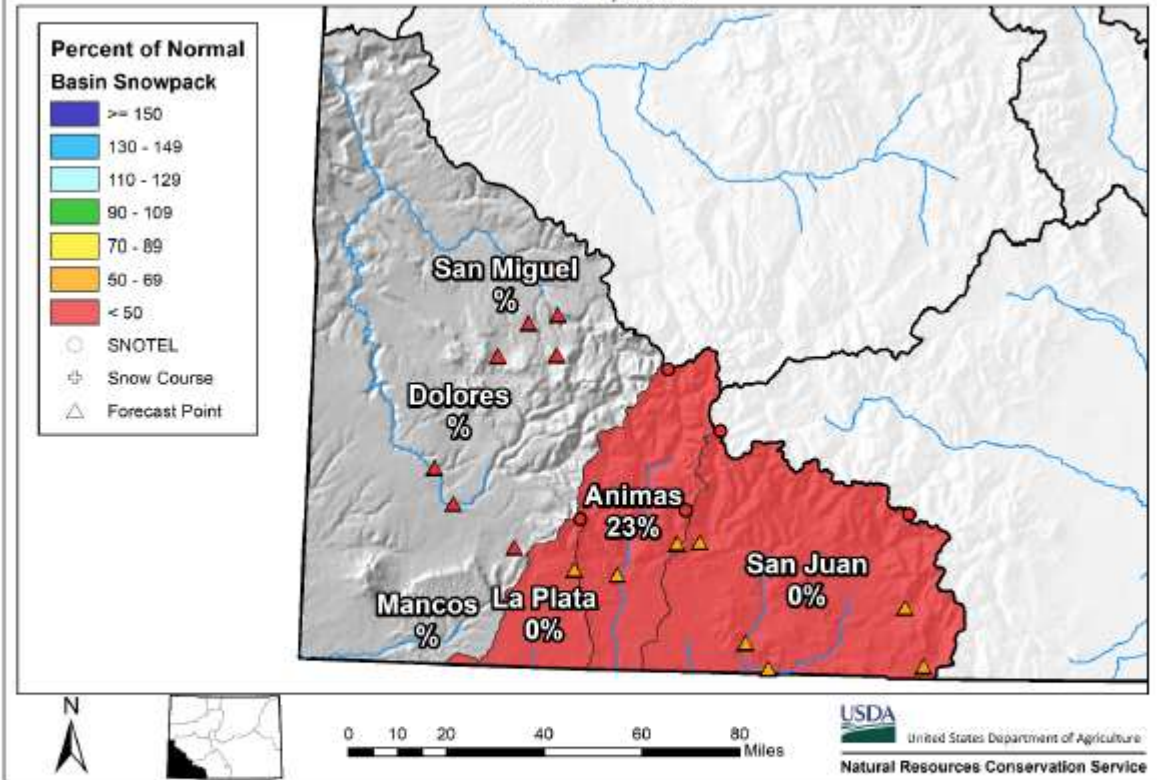 Percent of Normal
Basin Snowpack
>= 150
130 - 149
110 - 129
90 - 109
70 - 89
50 - 69
< 50
SNOTEL
Snow Course
Forecast Point
San Miguel
%
Dolores
%
Animas
23%
San Juan
0%
Mancos
%
La Plata
0%
N
0 10 20 40 60 80
Miles
USDA
United States Department of Agriculture
Natural Resources Conservation Service